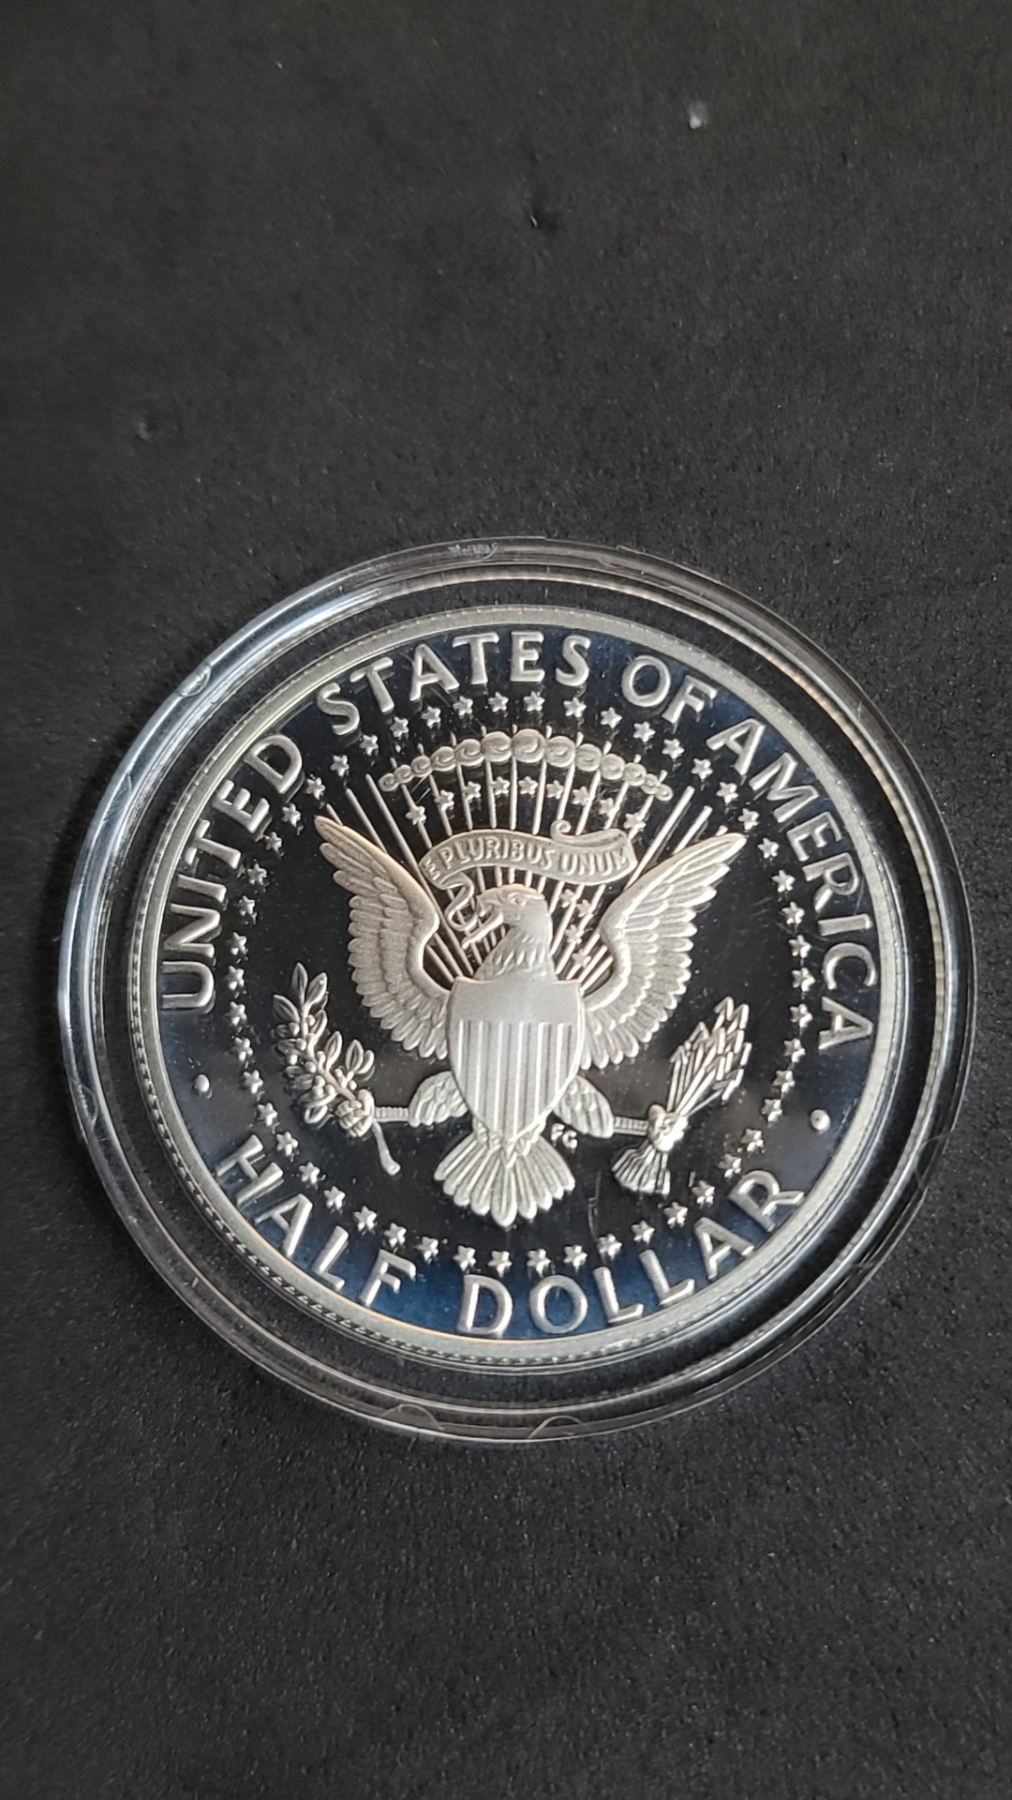 UNITED STATES OF AMERICA
E PLURIBUS UNUM
FG
HALF DOLLAR